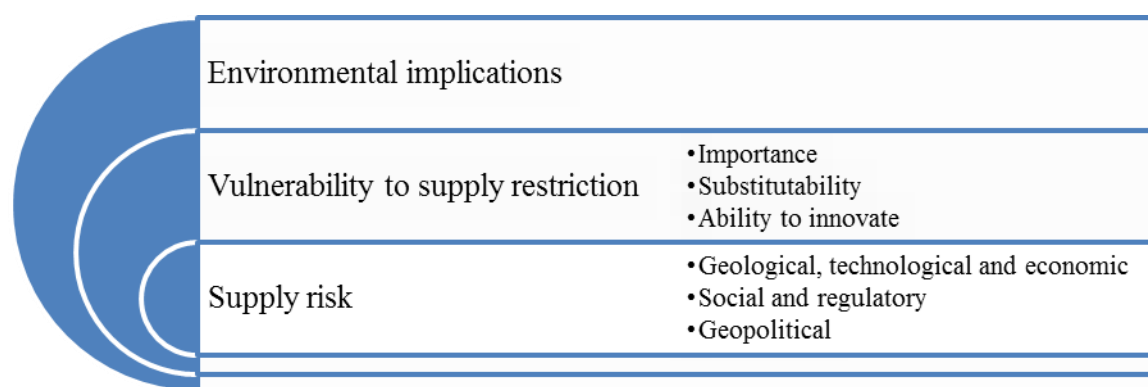 Environmental implications
Vulnerability to supply restriction
•Importance
•Substitutability
•Ability to innovate
Supply risk
•Geological, technological and economic
•Social and regulatory
•Geopolitical